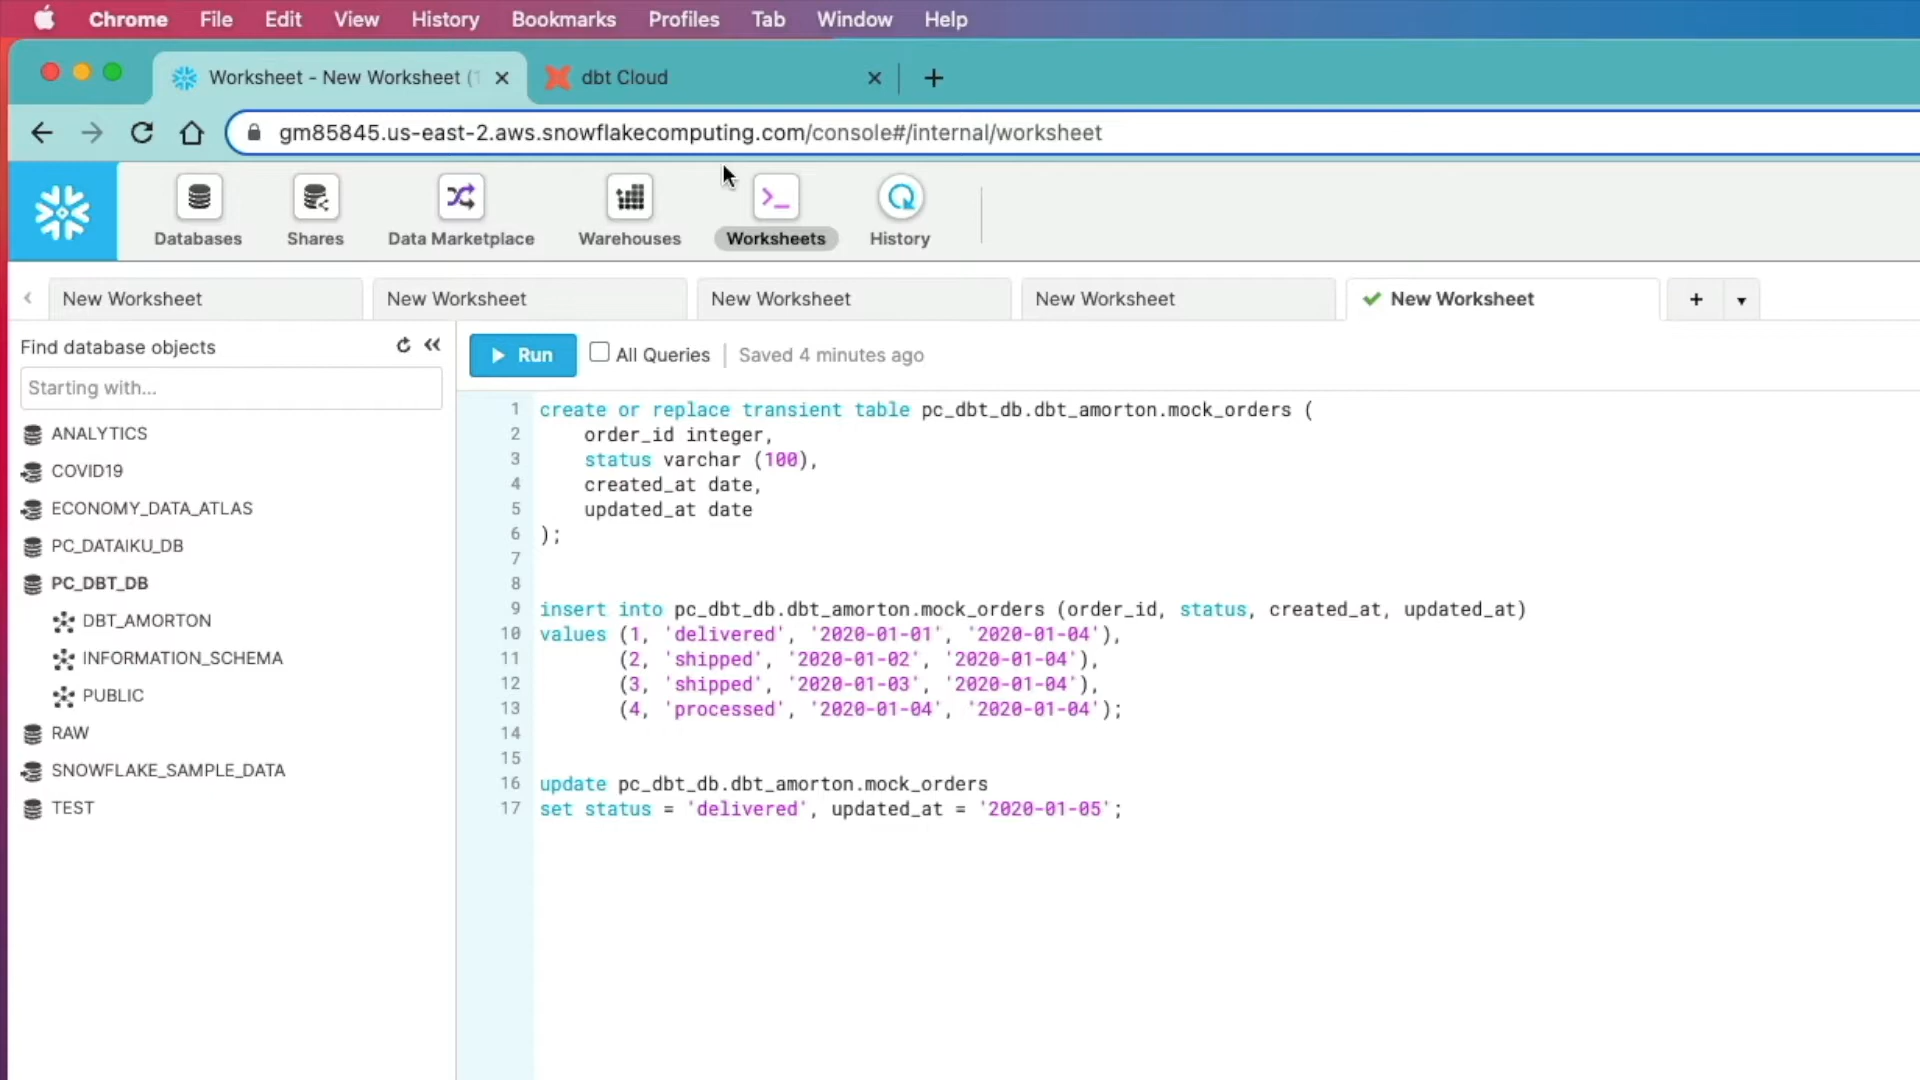 Chrome File Edit View History Bookmarks Profiles Tab Window Help
Worksheet - New Worksheet (
dbt Cloud
gm85845.us-east-2.aws.snowflakecomputing.com/console#/internal/worksheet
Databases Shares Data Marketplace Warehouses Worksheets History
New Worksheet New Worksheet New Worksheet New Worksheet New Worksheet
Find database objects
Starting with...
ANALYTICS
COVID19
ECONOMY_DATA_ATLAS
PC_DATAIKU_DB
PC_DBT_DB
DBT_AMORTON
INFORMATION_SCHEMA
PUBLIC
RAW
SNOWFLAKE_SAMPLE_DATA
TEST
Run All Queries Saved 4 minutes ago
1 create or replace transient table pc_dbt_db.dbt_amorton.mock_orders (
2 order_id integer,
3 status varchar (100),
4 created_at date,
5 updated_at date
6 );
7
8
9 insert into pc_dbt_db.dbt_amorton.mock_orders (order_id, status, created_at, updated_at)
10 values (1, 'delivered', '2020-01-01', '2020-01-04'),
11 (2, 'shipped', '2020-01-02', '2020-01-04'),
12 (3, 'shipped', '2020-01-03', '2020-01-04'),
13 (4, 'processed', '2020-01-04', '2020-01-04');
14
15
16 update pc_dbt_db.dbt_amorton.mock_orders
17 set status = 'delivered', updated_at = '2020-01-05';